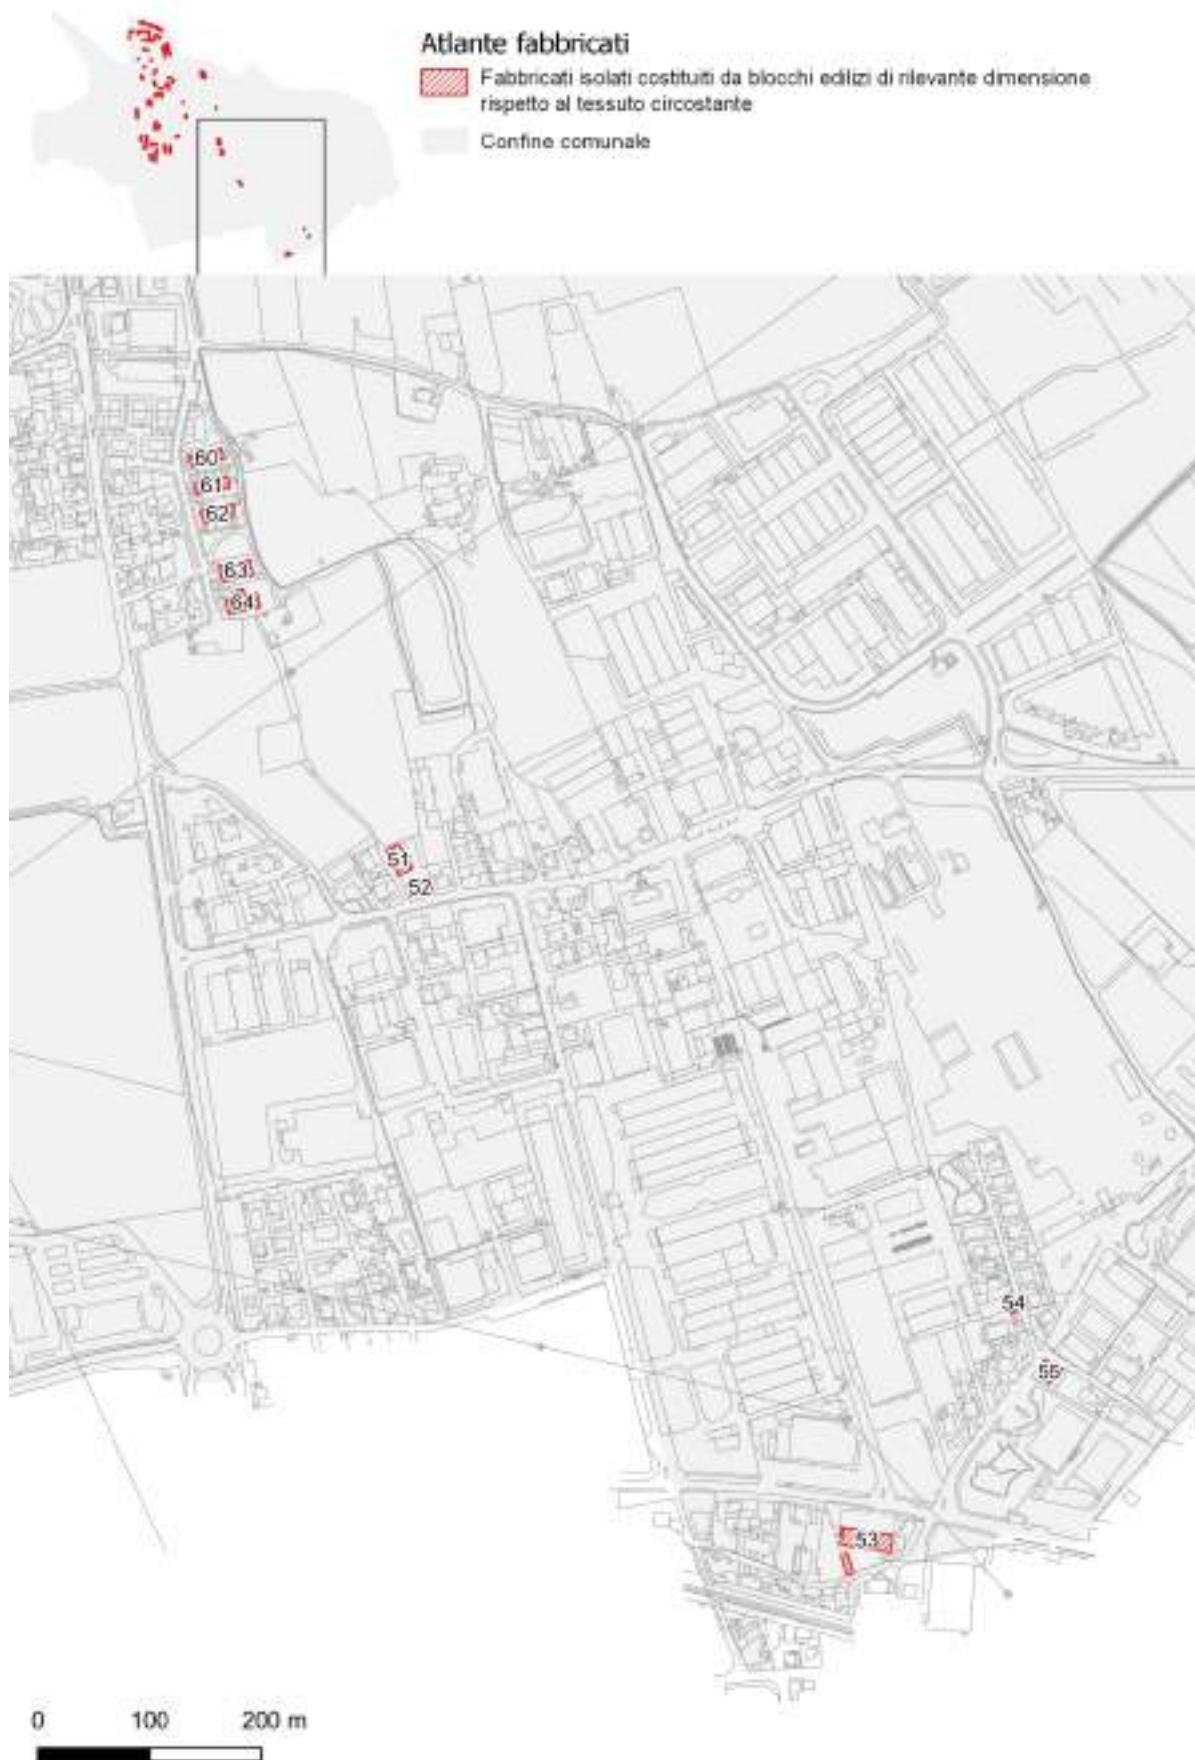 Atlante fabbricati
Fabbricati isolati costituiti da blocchi edilizi di rilevante dimensione
rispetto al tessuto circostante
Confine comunale
60
61
62
63
64
51
52
54
55
53
0 100 200 m